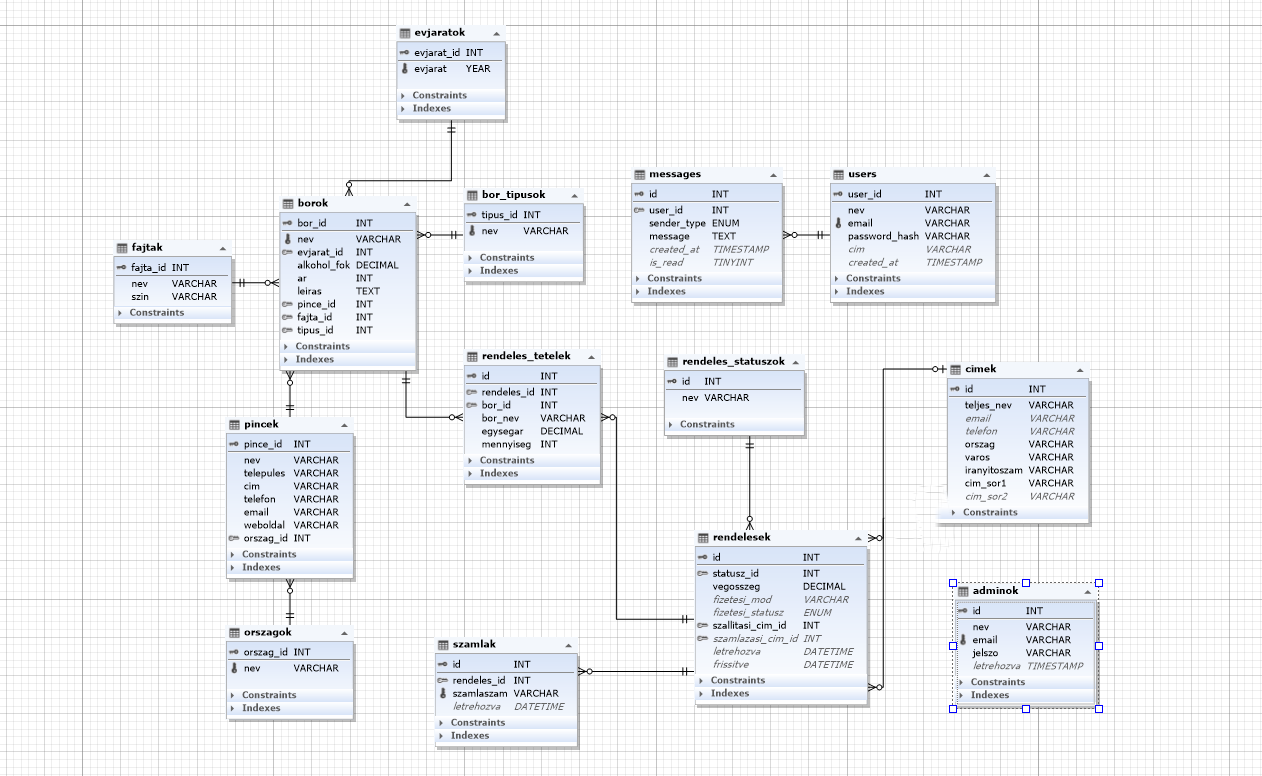 evjaratok
evjarat_id INT
evjarat YEAR
Constraints
Indexes
messages
id INT
user_id INT
sender_type ENUM
message TEXT
created_at TIMESTAMP
is_read TINYINT
Constraints
Indexes
users
user_id INT
nev VARCHAR
email VARCHAR
password_hash VARCHAR
cim VARCHAR
created_at TIMESTAMP
Constraints
Indexes
bor_tipusok
tipus_id INT
nev VARCHAR
Constraints
Indexes
borok
bor_id INT
nev VARCHAR
evjarat_id INT
alkohol_fok DECIMAL
ar INT
leiras TEXT
pince_id INT
fajta_id INT
tipus_id INT
Constraints
Indexes
fajtak
fajta_id INT
nev VARCHAR
szin VARCHAR
Constraints
rendeles_tetelek
id INT
rendeles_id INT
bor_id INT
bor_nev VARCHAR
egysegar DECIMAL
mennyiseg INT
Constraints
Indexes
rendeles_statuszok
id INT
nev VARCHAR
Constraints
cimek
id INT
teljes_nev VARCHAR
email VARCHAR
telefon VARCHAR
orszag VARCHAR
varos VARCHAR
iranyitoszam VARCHAR
cim_sor1 VARCHAR
cim_sor2 VARCHAR
Constraints
pincek
pince_id INT
nev VARCHAR
telepules VARCHAR
cim VARCHAR
telefon VARCHAR
email VARCHAR
weboldal VARCHAR
orszag_id INT
Constraints
Indexes
rendelesek
id INT
statusz_id INT
vegosszeg DECIMAL
fizetesi_mod VARCHAR
fizetesi_statusz ENUM
szallitasi_cim_id INT
szamlazasi_cim_id INT
letrehozva DATETIME
frissitve DATETIME
Constraints
Indexes
adminok
id INT
nev VARCHAR
email VARCHAR
jelszo VARCHAR
letrehozva TIMESTAMP
Constraints
Indexes
orszagok
orszag_id INT
nev VARCHAR
Constraints
Indexes
szamlak
id INT
rendeles_id INT
szamlaszam VARCHAR
letrehozva DATETIME
Constraints
Indexes